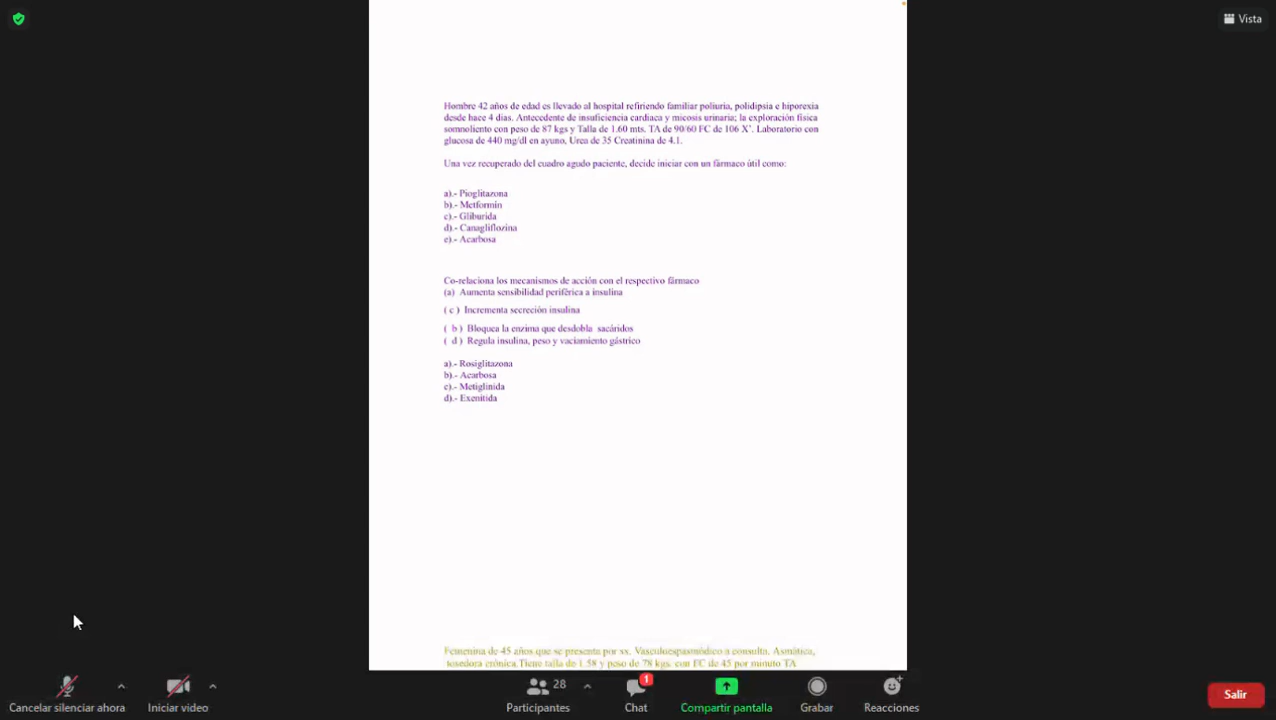 Vista
Hombre 42 años de edad es llevado al hospital refiriendo familiar poliuria, polidipsia e hiporexia
desde hace 4 dias. Antecedente de insuficiencia cardiaca y micosis urinaria; la exploración física
somnoliento con peso de 87 kgs y Talla de 1.60 mts. TA de 90/60 FC de 106 X'. Laboratorio con
glucosa de 440 mg/dl en ayuno, Urea de 35 Creatinina de 4.1.
Una vez recuperado del cuadro agudo paciente, decide iniciar con un fármaco útil como:
a).- Pioglitazona
b).- Metformin
c).- Gliburida
d).- Canagliflozina
e).- Acarbosa
Co-relaciona los mecanismos de acción con el respectivo fármaco
(a) Aumenta sensibilidad periférica a insulina
( c ) Incrementa secreción insulina
( b ) Bloquea la enzima que desdobla sacáridos
( d ) Regula insulina, peso y vaciamiento gástrico
a).- Rosiglitazona
b).- Acarbosa
c).- Metiglinida
d).- Exenitida
Femenina de 45 años que se presenta por sx. Vasculoespasmódico a consulta. Asmática,
tosedora crónica.Tiene talla de 1.58 y peso de 78 kgs. con FC de 45 por minuto TA
28
1
Cancelar silenciar ahora
Iniciar video
Participantes
Chat
Compartir pantalla
Grabar
Reacciones
Salir